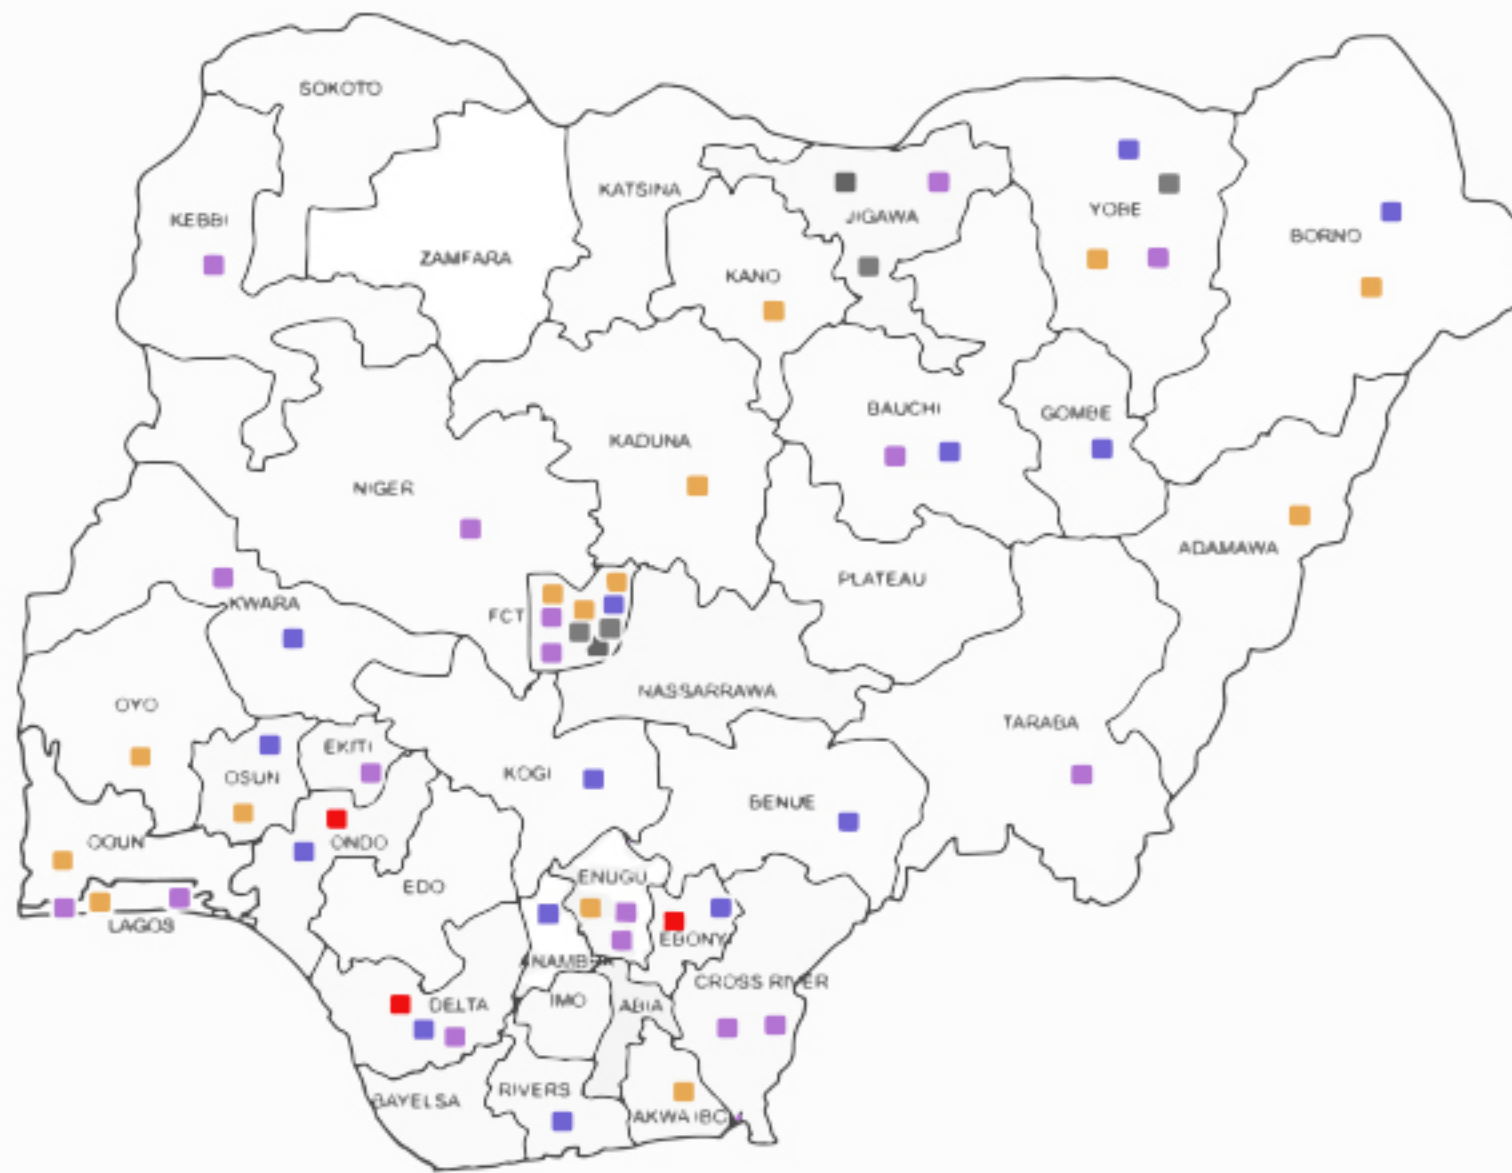 SOKOTO
KATSINA
KEBBI
JIGAWA
YOBE
BORNO
ZAMFARA
KANO
BAUCHI
GOMBE
KADUNA
NIGER
ADAMAWA
PLATEAU
KWARA
FCT
NASSARRAWA
OYO
TARABA
EKITI
OSUN
KOGI
BENUE
OGUN
ONDO
ENUGU
EDO
LAGOS
EBONY
ANAMBRA
CROSS RIVER
IMO
ABIA
DELTA
RIVERS
BAYELSA
AKWA IBOM